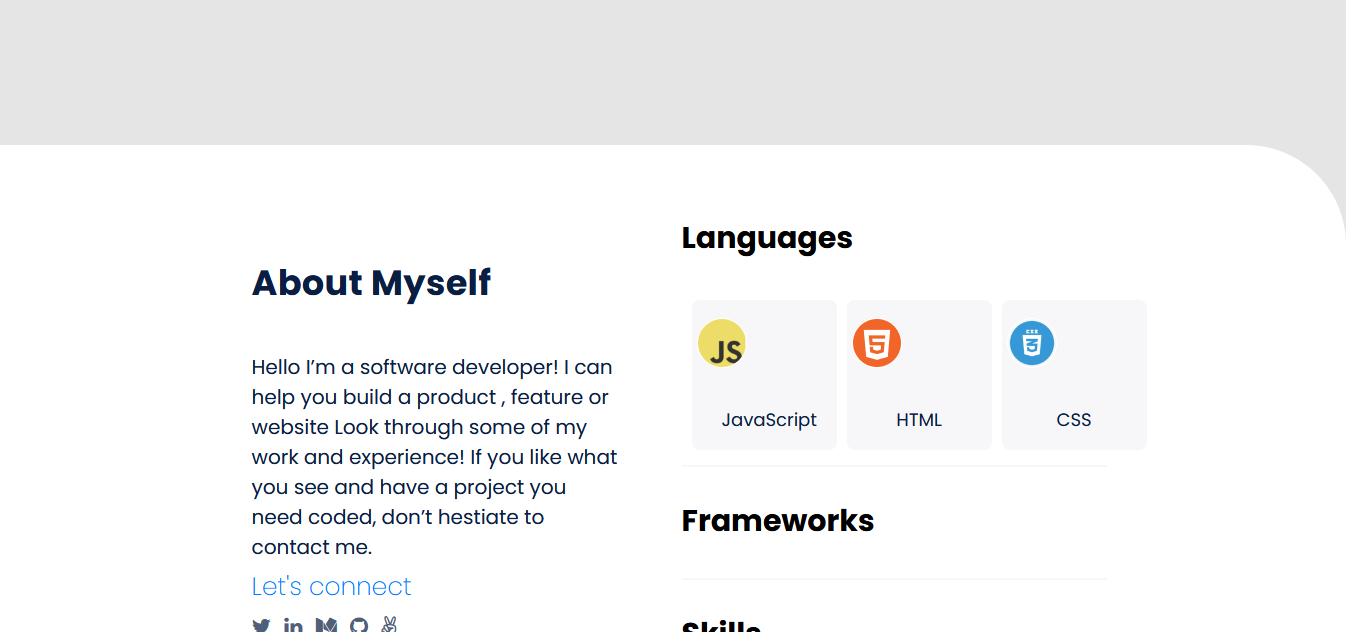 About Myself
Hello I’m a software developer! I can
help you build a product , feature or
website Look through some of my
work and experience! If you like what
you see and have a project you
need coded, don’t hestiate to
contact me.
Let's connect
in
Languages
JS
5
3
JavaScript
HTML
CSS
Frameworks
Skills